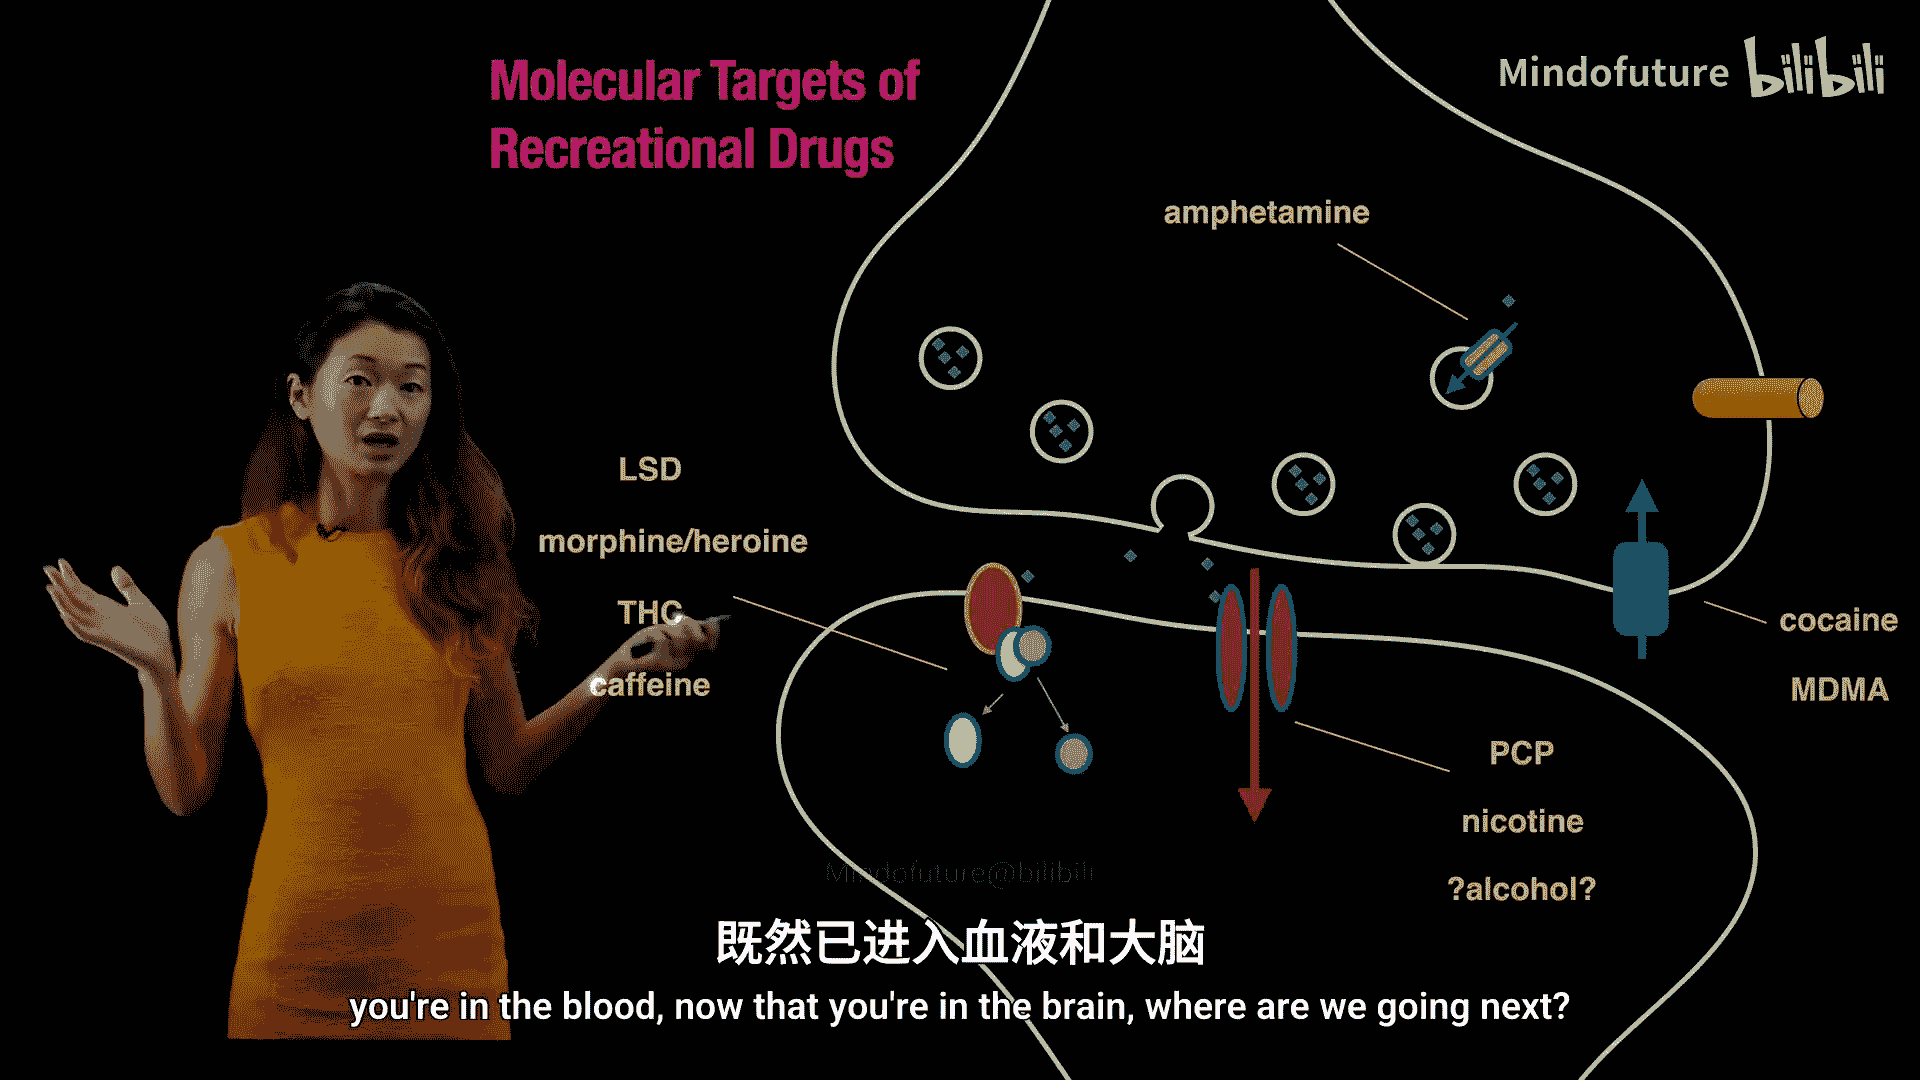 Molecular Targets of
Recreational Drugs
Mindofuture bilibili
amphetamine
LSD
morphine/heroine
THC
caffeine
cocaine
MDMA
PCP
nicotine
?alcohol?
Mindofuture@bilibili
既然已进入血液和大脑
you're in the blood, now that you're in the brain, where are we going next?